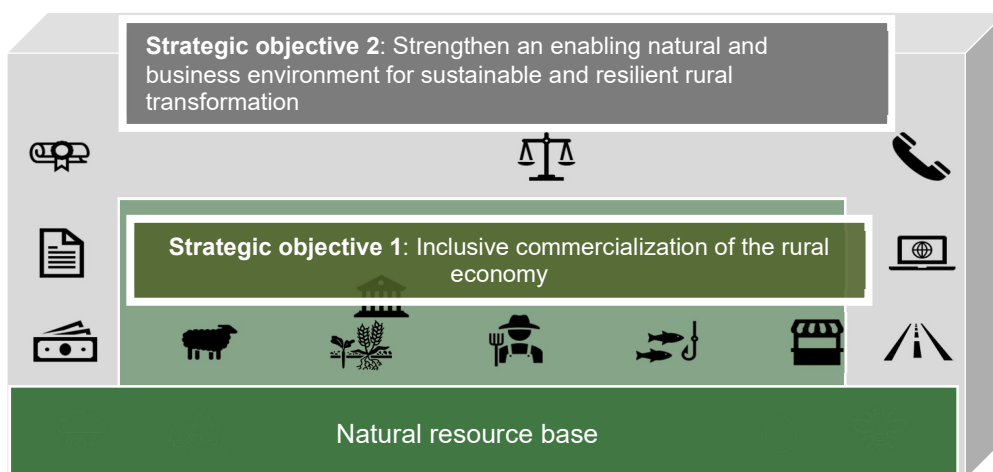 Strategic objective 2: Strengthen an enabling natural and
business environment for sustainable and resilient rural
transformation
Strategic objective 1: Inclusive commercialization of the rural
economy
Natural resource base